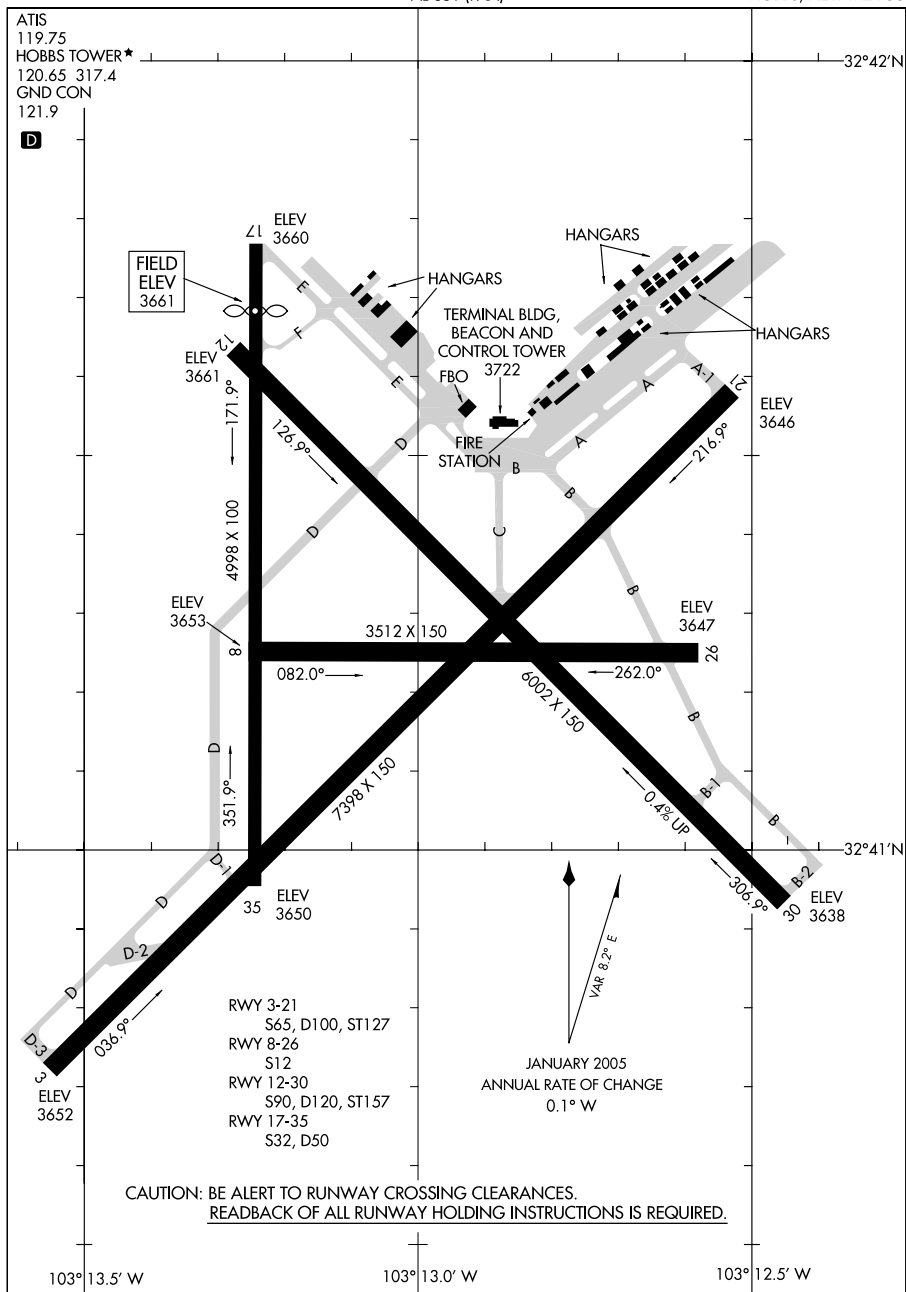 ATIS
119.75
HOBBS TOWER★
120.65 317.4
GND CON
121.9
D
32°42'N
ELEV
3660
17
FIELD
ELEV
3661
E
F
HANGARS
HANGARS
HANGARS
TERMINAL BLDG,
BEACON AND
CONTROL TOWER
3722
12
ELEV
3661
171.9°
126.9°
E
FBO
FIRE
STATION
A
A
A-1
21
ELEV
3646
216.9°
D
B
B
D
C
4998 X 100
B
ELEV
3653
8
3512 X 150
ELEV
3647
26
082.0°
262.0°
6002 X 150
B
D
351.9°
7398 X 150
0.4% UP
B-1
B
32°41'N
D-1
B-2
306.9°
30
ELEV
3638
35
ELEV
3650
D
D-2
D
036.9°
D-3
3
ELEV
3652
VAR 8.2° E
RWY 3-21
S65, D100, ST127
RWY 8-26
S12
RWY 12-30
S90, D120, ST157
RWY 17-35
S32, D50
JANUARY 2005
ANNUAL RATE OF CHANGE
0.1° W
CAUTION: BE ALERT TO RUNWAY CROSSING CLEARANCES.
READBACK OF ALL RUNWAY HOLDING INSTRUCTIONS IS REQUIRED.
103°13.5' W
103°13.0' W
103°12.5' W